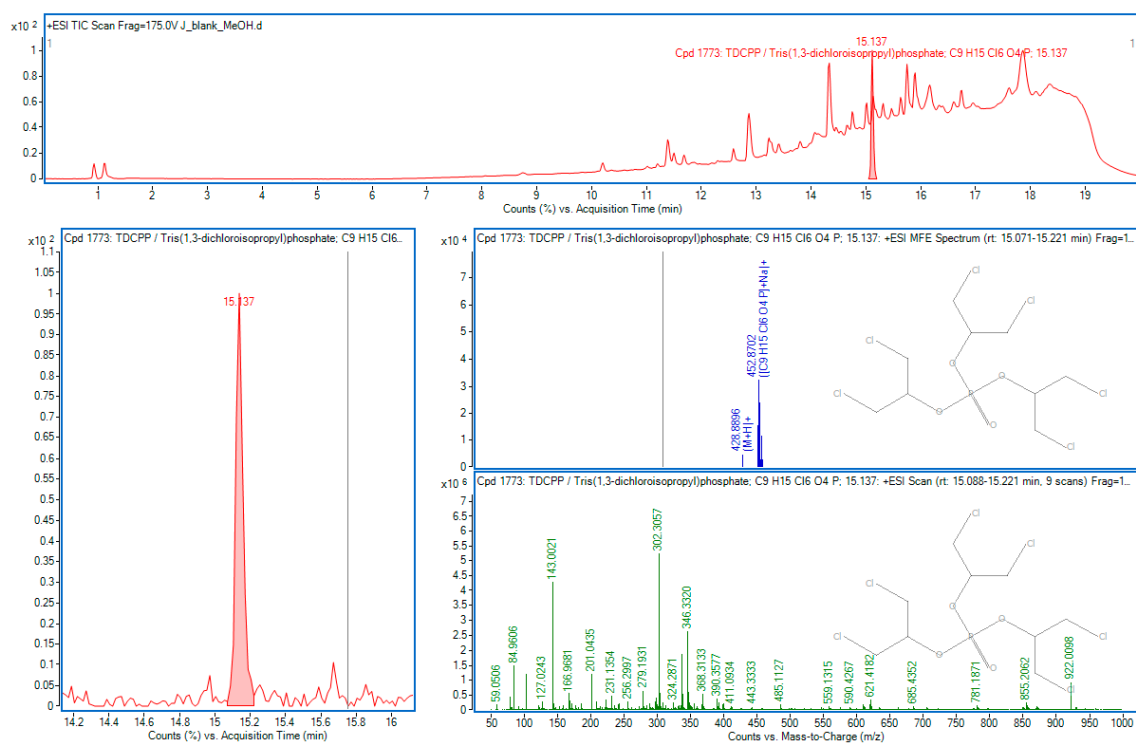 +ESI TIC Scan Frag=175.0V J_blank_MeOH.d
x10 2
1
1
15.137
Cpd 1773: TDCPP / Tris(1,3-dichloroisopropyl)phosphate; C9 H15 Cl6 O4 P; 15.137
1
0.8
0.6
0.4
0.2
0
1 2 3 4 5 6 7 8 9 10 11 12 13 14 15 16 17 18 19
Counts (%) vs. Acquisition Time (min)
x10 2
Cpd 1773: TDCPP / Tris(1,3-dichloroisopropyl)phosphate; C9 H15 Cl6...
1.1
1.05
1
0.95
0.9
0.85
0.8
0.75
0.7
0.65
0.6
0.55
0.5
0.45
0.4
0.35
0.3
0.25
0.2
0.15
0.1
0.05
0
15.137
14.2 14.4 14.6 14.8 15 15.2 15.4 15.6 15.8 16
Counts (%) vs. Acquisition Time (min)
x10 4
Cpd 1773: TDCPP / Tris(1,3-dichloroisopropyl)phosphate; C9 H15 Cl6 O4 P; 15.137: +ESI MFE Spectrum (rt: 15.071-15.221 min) Frag=1...
7
6
5
4
3
2
1
0
428.8896
(M+H)+
452.8702
([C9 H15 Cl6 O4 P]+Na)+
Cl
Cl
Cl
Cl
Cl
Cl
O
O
O
O
P
x10 6
Cpd 1773: TDCPP / Tris(1,3-dichloroisopropyl)phosphate; C9 H15 Cl6 O4 P; 15.137: +ESI Scan (rt: 15.088-15.221 min, 9 scans) Frag=1...
7
6.5
6
5.5
5
4.5
4
3.5
3
2.5
2
1.5
1
0.5
0
59.0506
84.9606
127.0243
143.0021
166.9681
201.0435
231.1354
256.2997
279.1931
302.3057
324.2871
346.3320
368.3133
390.3577
411.0934
443.3333
485.1127
559.1315
590.4267
621.4182
685.4352
781.1871
855.2062
922.0098
Cl
Cl
Cl
Cl
Cl
Cl
O
O
O
O
P
50 100 150 200 250 300 350 400 450 500 550 600 650 700 750 800 850 900 950 1000
Counts vs. Mass-to-Charge (m/z)